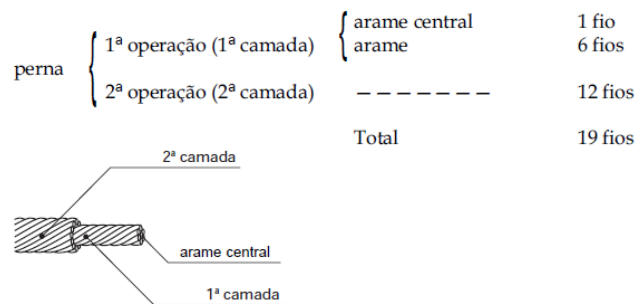 perna
1ª operação (1ª camada)
arame central 1 fio
arame 6 fios
2ª operação (2ª camada) – – – – – – – 12 fios
Total 19 fios
2ª camada
arame central
1ª camada